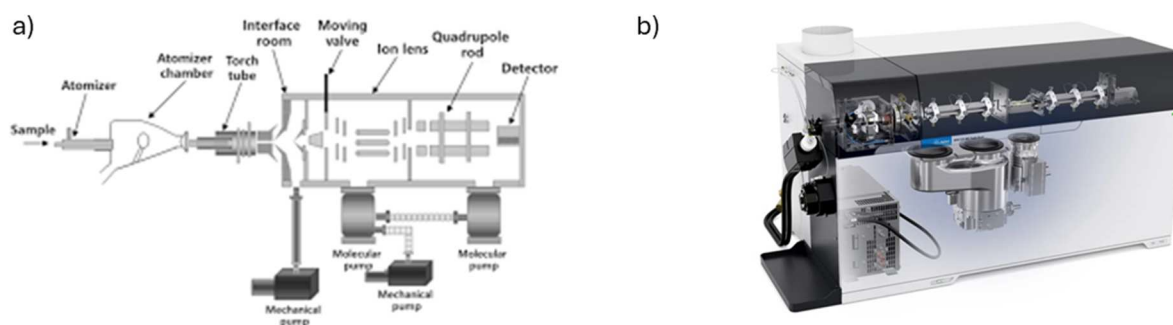 a)
Interface
room
Moving
valve
Ion lens
Quadrupole
rod
Detector
Atomizer
chamber
Torch
tube
Atomizer
Sample
Molecular
pump
Molecular
pump
Mechanical
pump
Mechanical
pump
b)